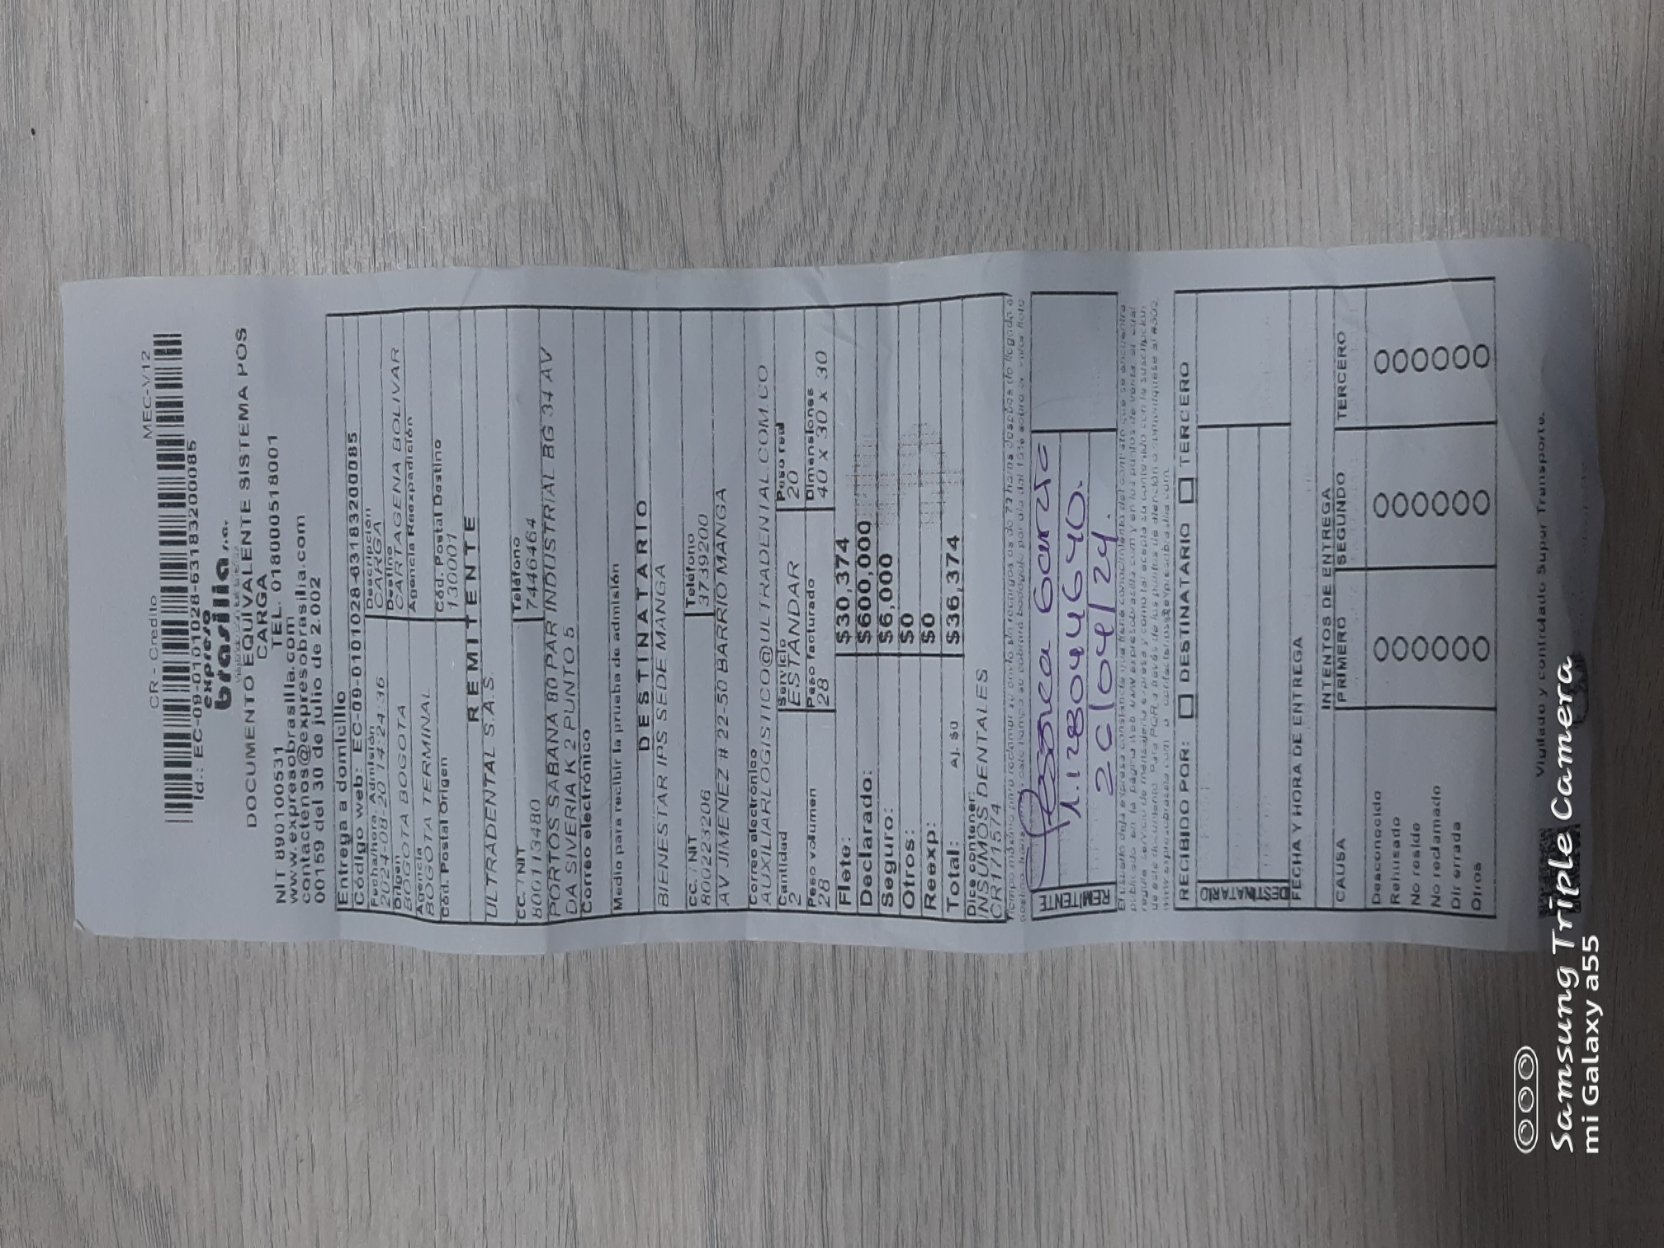 CR - Credito
MEC-V12
Id.: EC-09-0101028-63183200085
expreso
brasilia s.a.
DOCUMENTO EQUIVALENTE SISTEMA POS
CARGA
NIT 890100531 TEL. 018000518001
www.expresobrasilia.com
contactenos@expresobrasilia.com
00159 del 30 de julio de 2.002
Entrega a domicilio
Código web: EC-09-0101028-63183200085
Fecha/hora Admisión Descripción
2024-08-20 14:24:36 CARGA
Origen Destino
BOGOTA BOGOTA CARTAGENA BOLIVAR
Agencia Agencia Reexpedición
BOGOTA TERMINAL
Cód. Postal Origen Cód. Postal Destino
130001
REMITENTE
ULTRADENTAL S.A.S.
CC. / NIT Teléfono
8001 13480 7446464
PORTOS SABANA 80 PAR INDUSTRIAL BG 34 AV
DA SIVERIA K 2 PUNTO 5
Correo electrónico
Medio para recibir la prueba de admisión
DESTINATARIO
BIENESTAR IPS SEDE MANGA
CC. / NIT Teléfono
800223206 3739200
AV JIMENEZ # 22-50 BARRIO MANGA
Correo electrónico
AUXILIARLOGISTICO@ULTRADENTAL.COM.CO
Cantidad Servicio Peso real
2 ESTANDAR 20
Peso volumen Peso facturado Dimensiones
28 28 40 x 30 x 30
Flete: $30,374
Declarado: $600,000
Seguro: $6,000
Otros: $0
Reexp: $0
Total: AJ. $0 $36,374
Dice contener:
INSUMOS DENTALES
CR171574
REMITENTE
1.128044640.
20/04/24.
RECIBIDO POR: DESTINATARIO TERCERO
DESTINATARIO
FECHA Y HORA DE ENTREGA
INTENTOS DE ENTREGA
CAUSA PRIMERO SEGUNDO TERCERO
Desconocido
Rehusado
No reside
No reclamado
Dir errada
Otros
Vigilado y controlado Super Transporte.
Samsung Triple Camera
mi Galaxy a55